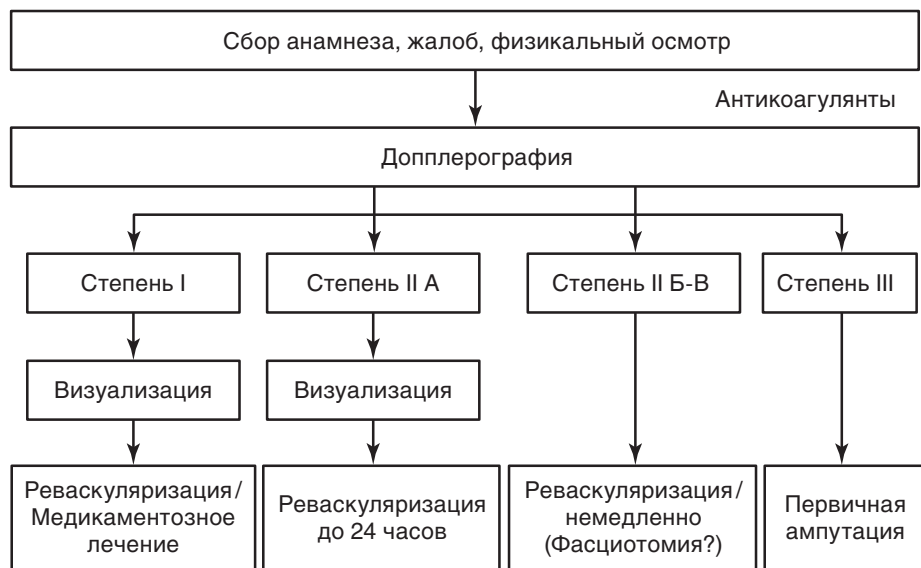 Сбор анамнеза, жалоб, физикальный осмотр
Антикоагулянты
Допплерография
Степень I
Степень II А
Степень II Б-В
Степень III
Визуализация
Визуализация
Реваскуляризация/
Медикаментозное
лечение
Реваскуляризация
до 24 часов
Реваскуляризация/
немедленно
(Фасциотомия?)
Первичная
ампутация